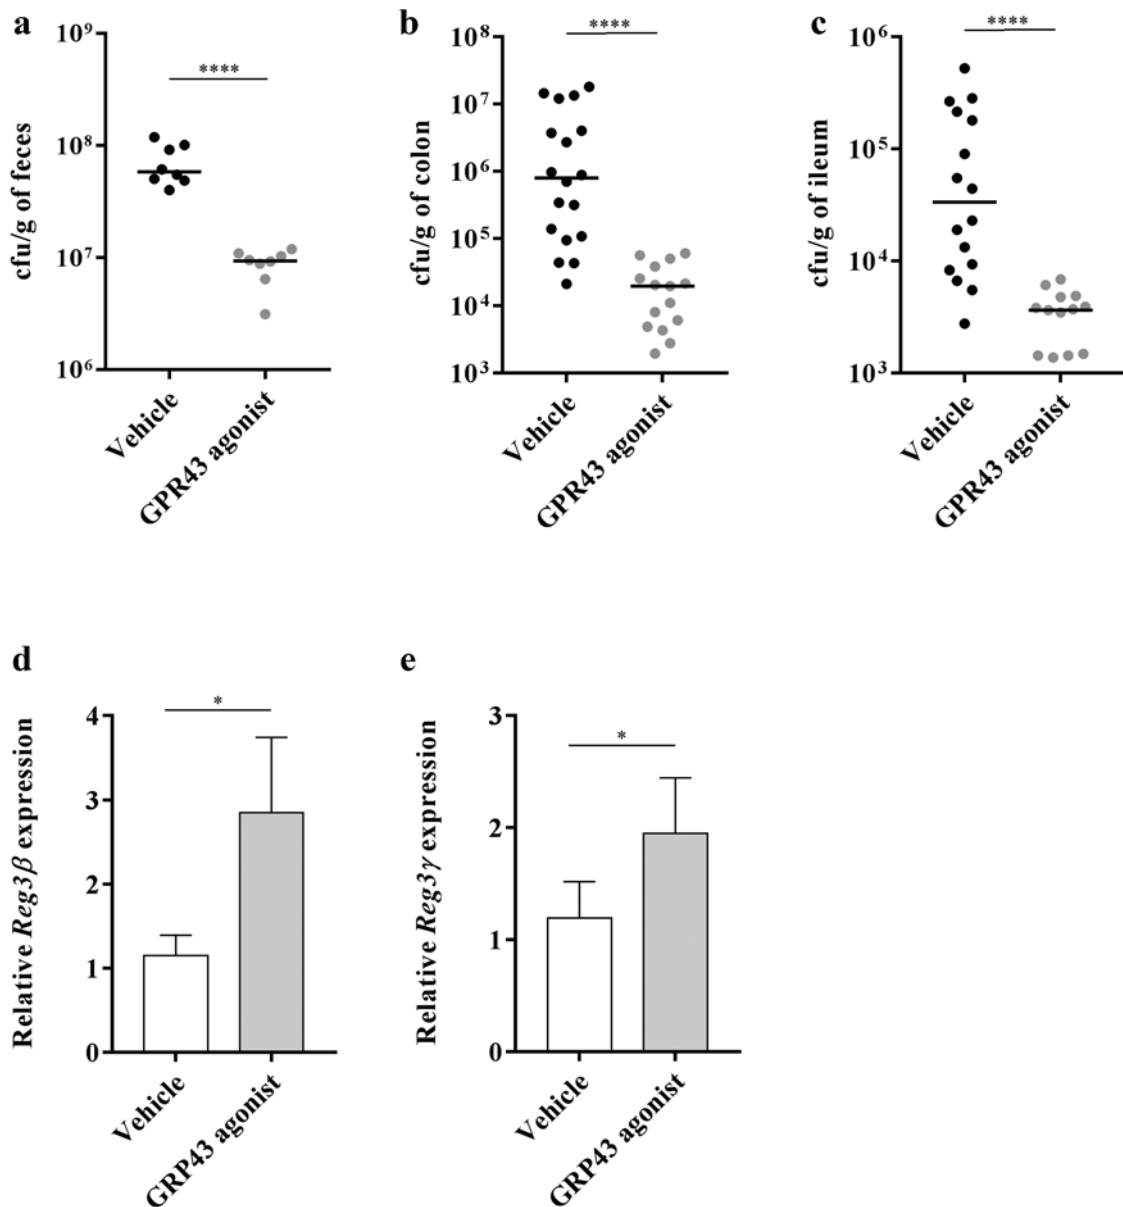 a
cfu/g of feces
10⁹
10⁸
10⁷
10⁶
****
Vehicle
GPR43 agonist
b
cfu/g of colon
10⁸
10⁷
10⁶
10⁵
10⁴
10³
****
Vehicle
GPR43 agonist
c
cfu/g of ileum
10⁶
10⁵
10⁴
10³
****
Vehicle
GPR43 agonist
d
Relative Reg3β expression
4
3
2
1
0
*
Vehicle
GRP43 agonist
e
Relative Reg3γ expression
3
2
1
0
*
Vehicle
GRP43 agonist